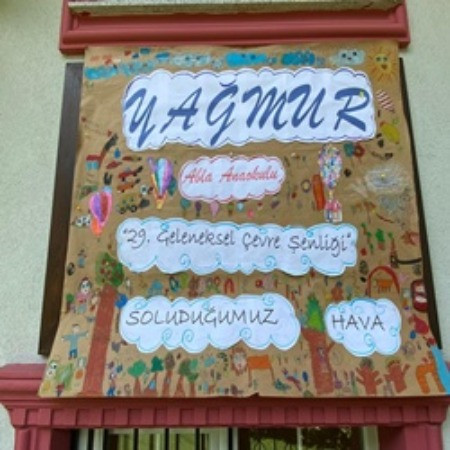 YAĞMUR
Abla Anaokulu
"29. Geleneksel Çevre Şenliği"
SOLUDUĞUMUZ HAVA